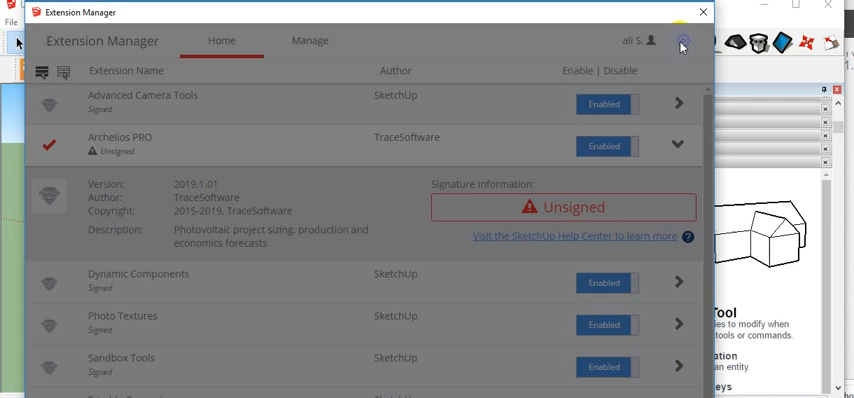 Extension Manager
File
Extension Manager
Home
Manage
ali S.
Extension Name
Author
Enable | Disable
Advanced Camera Tools
Signed
SketchUp
Enabled
Archelios PRO
Unsigned
TraceSoftware
Enabled
Version: 2019.1.01
Author: TraceSoftware
Copyright: 2015-2019, TraceSoftware
Description: Photovoltaic project sizing, production and
economics forecasts
Signature Information:
Unsigned
Visit the SketchUp Help Center to learn more
Dynamic Components
Signed
SketchUp
Enabled
Photo Textures
Signed
SketchUp
Enabled
Sandbox Tools
Signed
SketchUp
Enabled
Tool
ies to modify when
tools or commands.
ation
an entity.
eys